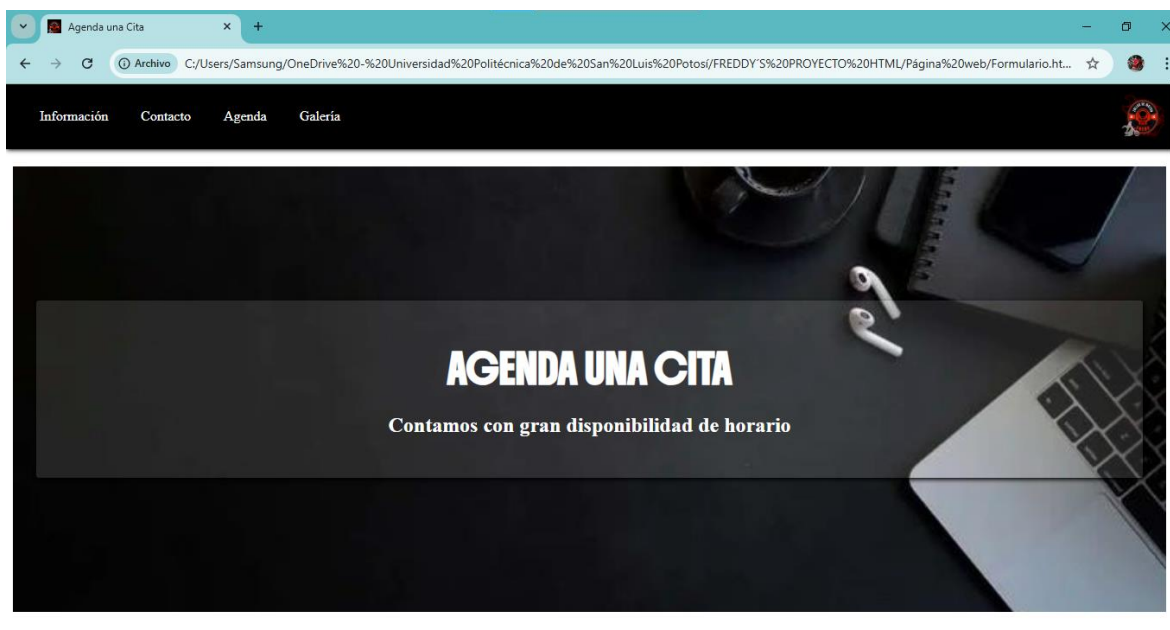 Agenda una Cita
Archivo C:/Users/Samsung/OneDrive%20-%20Universidad%20Politécnica%20de%20San%20Luis%20Potosí/FREDDY´S%20PROYECTO%20HTML/Página%20web/Formulario.ht...
Información Contacto Agenda Galería
AGENDA UNA CITA
Contamos con gran disponibilidad de horario